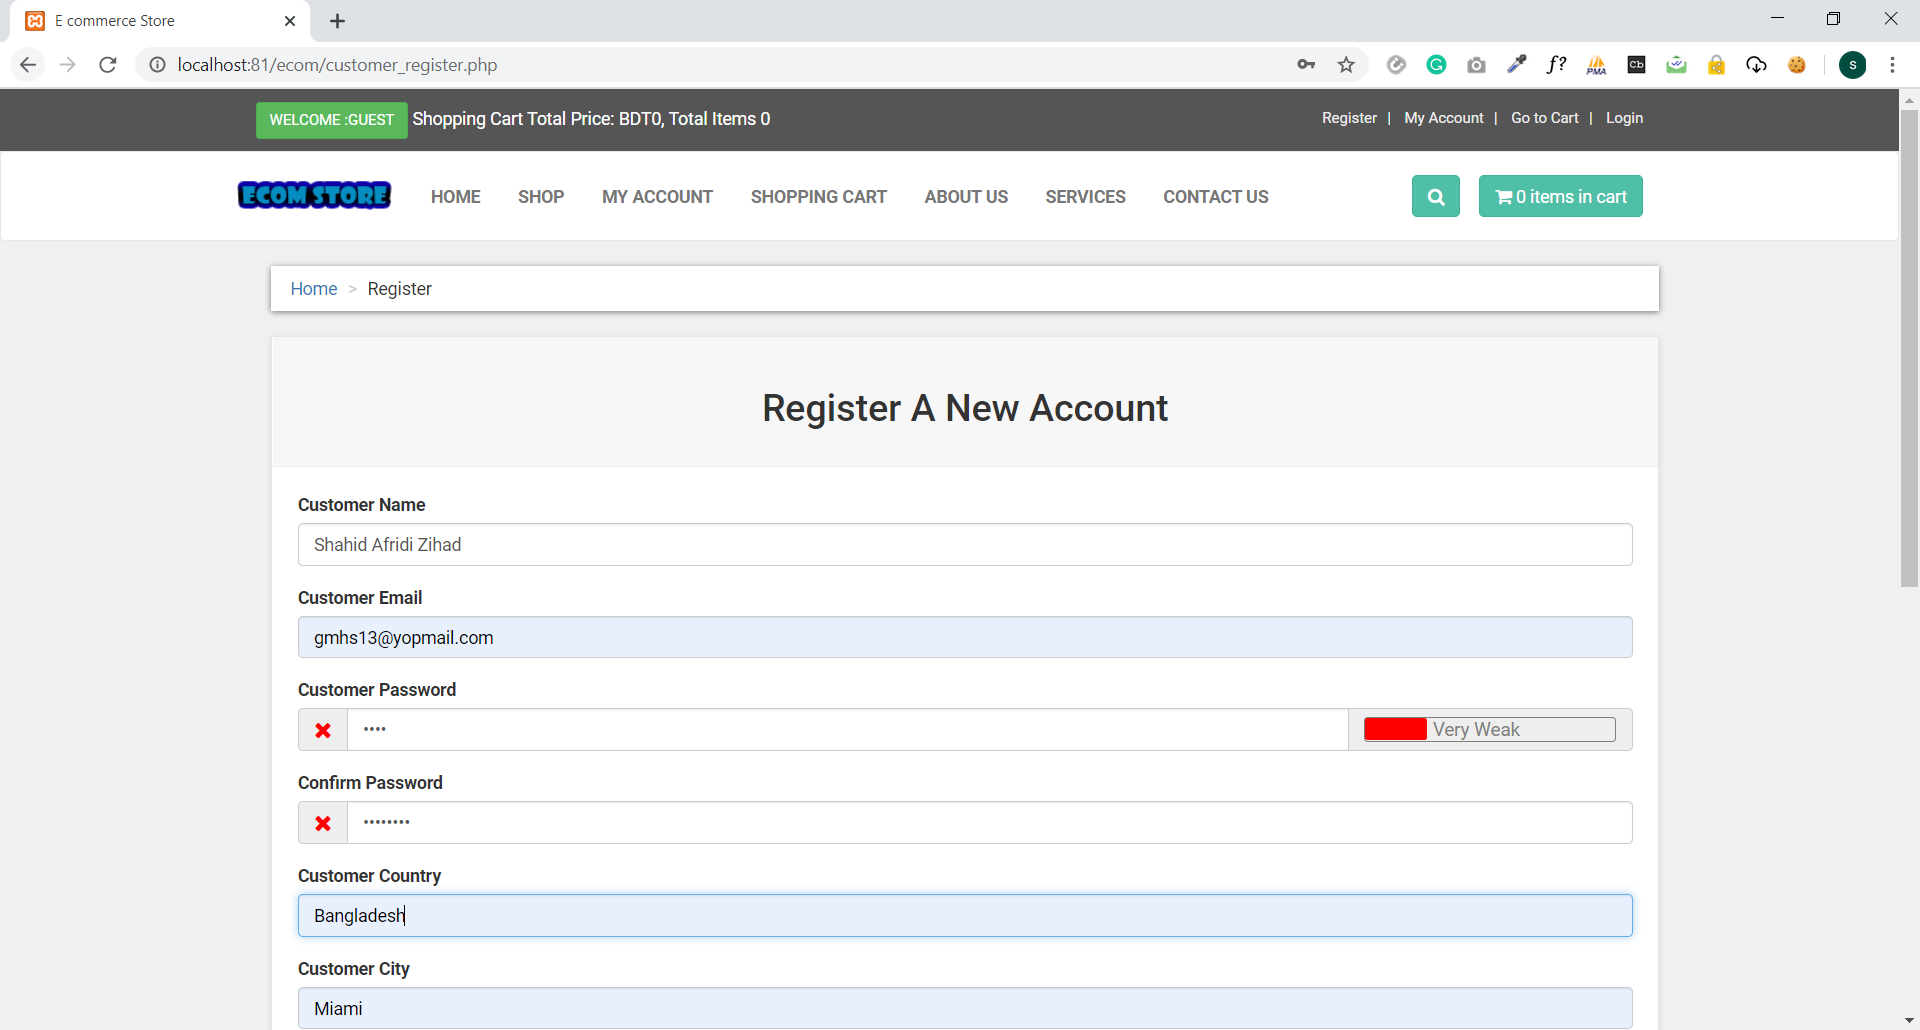 E commerce Store
localhost:81/ecom/customer_register.php
f?
PMA
Cb
S
WELCOME :GUEST Shopping Cart Total Price: BDT0, Total Items 0
Register | My Account | Go to Cart | Login
ECOM STORE
HOME SHOP MY ACCOUNT SHOPPING CART ABOUT US SERVICES CONTACT US
0 items in cart
Home > Register
Register A New Account
Customer Name
Shahid Afridi Zihad
Customer Email
gmhs13@yopmail.com
Customer Password
•••• Very Weak
Confirm Password
••••••••
Customer Country
Bangladesh
Customer City
Miami